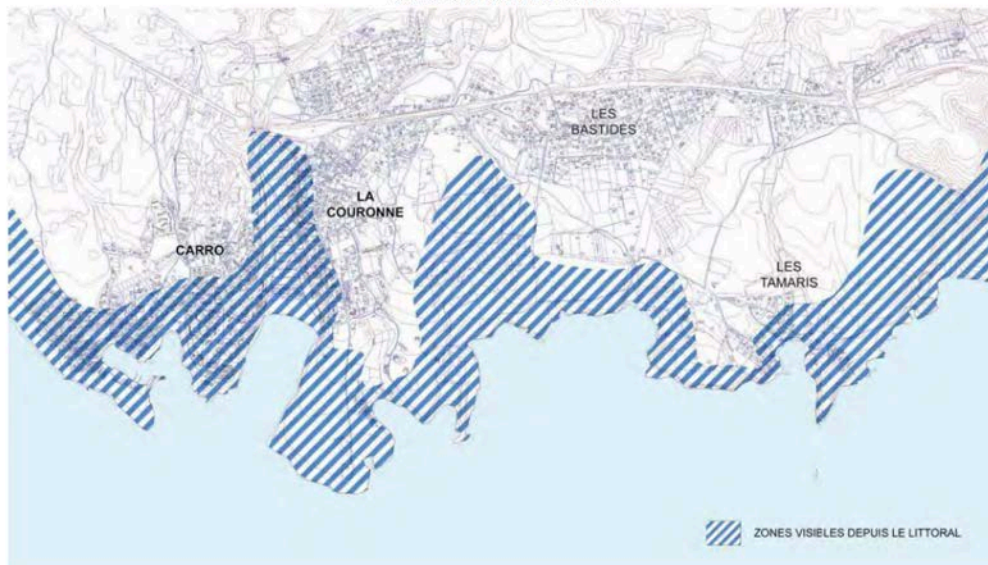 LES
BASTIDES
LA
COURONNE
CARRO
LES
TAMARIS
ZONES VISIBLES DEPUIS LE LITTORAL